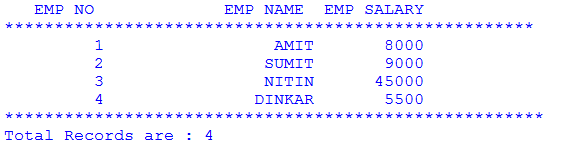 EMP NO             EMP NAME  EMP SALARY
*****************************************************
1                 AMIT       8000
2                SUMIT       9000
3                NITIN      45000
4               DINKAR       5500
******************************************************
Total Records are : 4